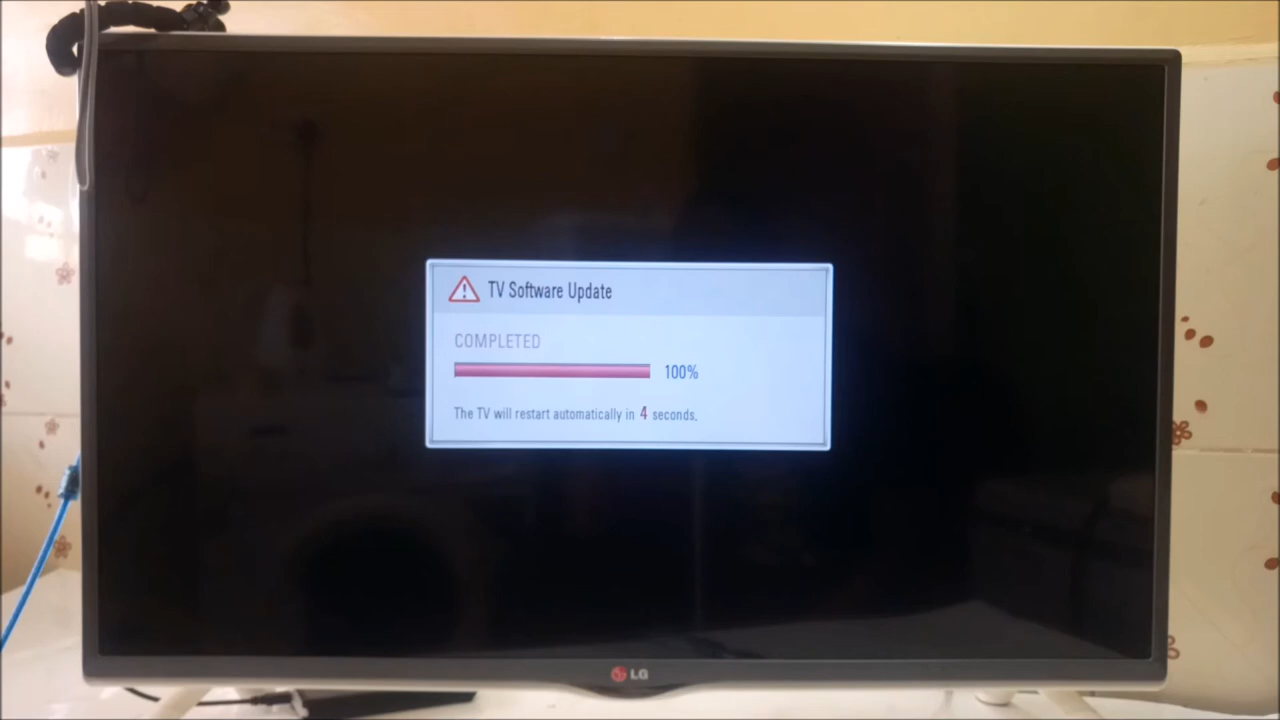 TV Software Update
COMPLETED
100%
The TV will restart automatically in 4 seconds.
LG